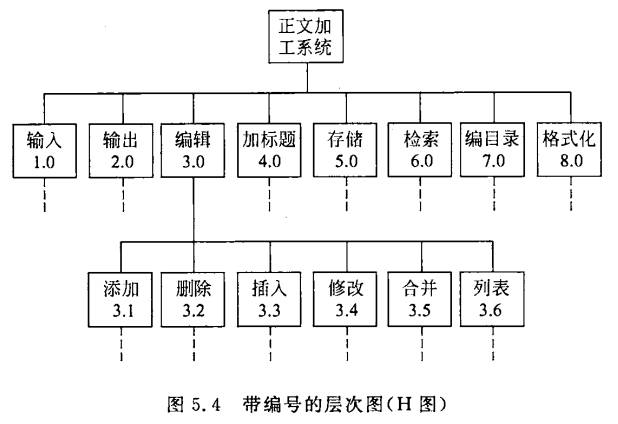 正文加
工系统
输入
1.0
输出
2.0
编辑
3.0
加标题
4.0
存储
5.0
检索
6.0
编目录
7.0
格式化
8.0
添加
3.1
删除
3.2
插入
3.3
修改
3.4
合并
3.5
列表
3.6
图 5.4 带编号的层次图(H 图)